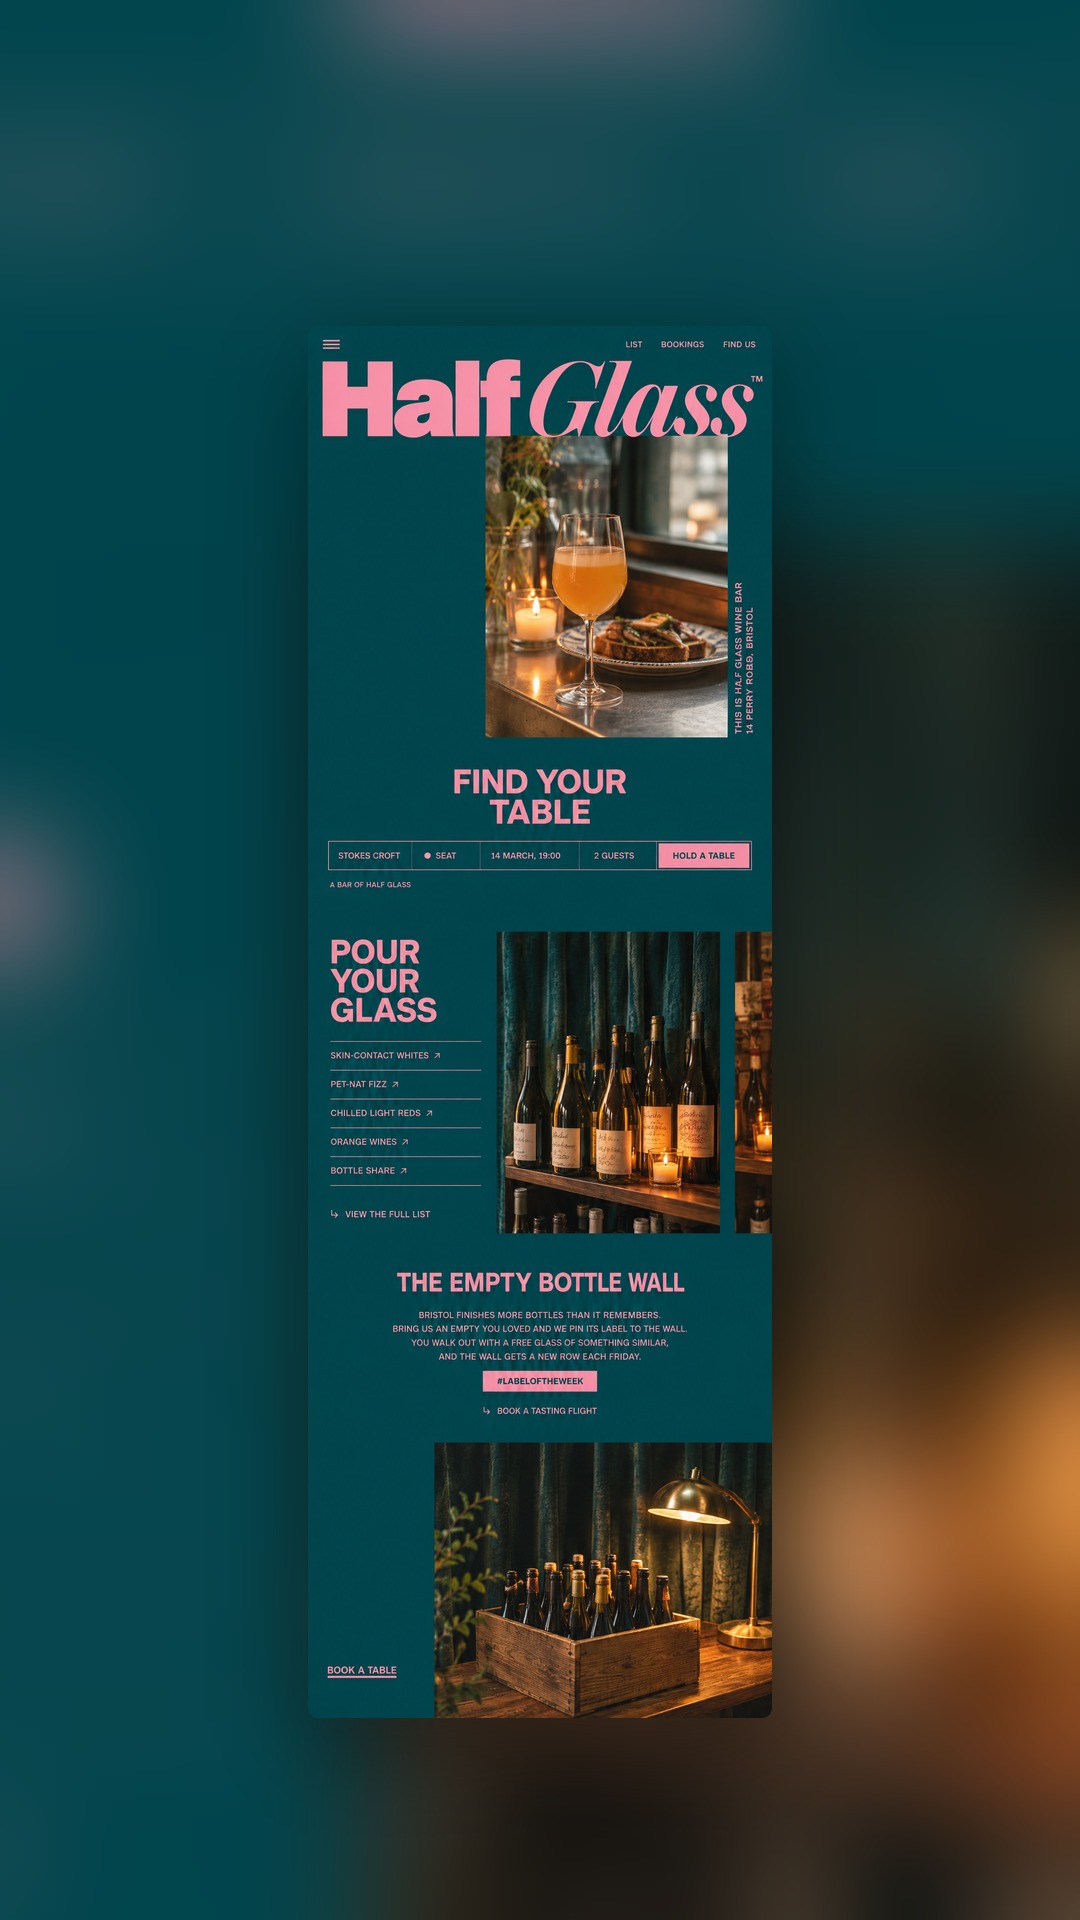 LIST BOOKINGS FIND US
Half Glass™
THIS IS HALF GLASS WINE BAR
14 PERRY ROAD, BRISTOL
FIND YOUR
TABLE
STOKES CROFT SEAT 14 MARCH, 19:00 2 GUESTS HOLD A TABLE
A BAR OF HALF GLASS
POUR
YOUR
GLASS
SKIN-CONTACT WHITES
PET-NAT FIZZ
CHILLED LIGHT REDS
ORANGE WINES
BOTTLE SHARE
VIEW THE FULL LIST
THE EMPTY BOTTLE WALL
BRISTOL FINISHES MORE BOTTLES THAN IT REMEMBERS.
BRING US AN EMPTY YOU LOVED AND WE PIN ITS LABEL TO THE WALL.
YOU WALK OUT WITH A FREE GLASS OF SOMETHING SIMILAR,
AND THE WALL GETS A NEW ROW EACH FRIDAY.
#LABELOFTHEWEEK
BOOK A TASTING FLIGHT
BOOK A TABLE